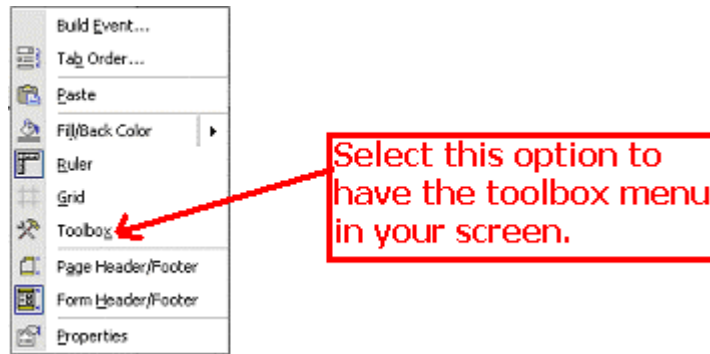 Build Event...
Tab Order...
Paste
Fill/Back Color
Ruler
Grid
Toolbox
Page Header/Footer
Form Header/Footer
Properties
Select this option to
have the toolbox menu
in your screen.